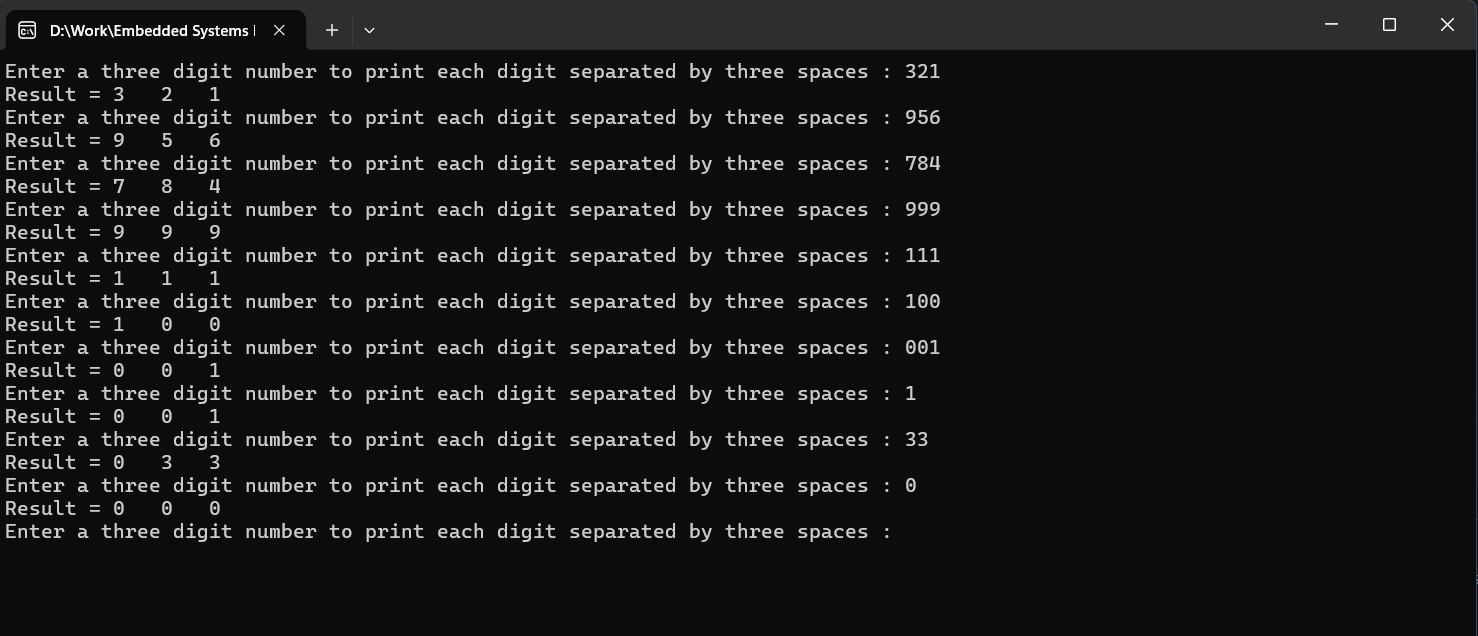 D:\Work\Embedded Systems
Enter a three digit number to print each digit separated by three spaces : 321
Result = 3   2   1
Enter a three digit number to print each digit separated by three spaces : 956
Result = 9   5   6
Enter a three digit number to print each digit separated by three spaces : 784
Result = 7   8   4
Enter a three digit number to print each digit separated by three spaces : 999
Result = 9   9   9
Enter a three digit number to print each digit separated by three spaces : 111
Result = 1   1   1
Enter a three digit number to print each digit separated by three spaces : 100
Result = 1   0   0
Enter a three digit number to print each digit separated by three spaces : 001
Result = 0   0   1
Enter a three digit number to print each digit separated by three spaces : 1
Result = 0   0   1
Enter a three digit number to print each digit separated by three spaces : 33
Result = 0   3   3
Enter a three digit number to print each digit separated by three spaces : 0
Result = 0   0   0
Enter a three digit number to print each digit separated by three spaces :